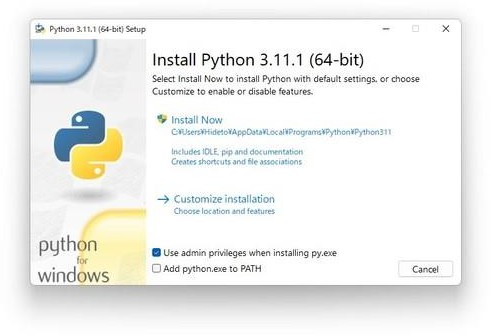 Python 3.11.1 (64-bit) Setup
Install Python 3.11.1 (64-bit)
Select Install Now to install Python with default settings, or choose
Customize to enable or disable features.
Install Now
C:¥Users¥Hideto¥AppData¥Local¥Programs¥Python¥Python311
Includes IDLE, pip and documentation
Creates shortcuts and file associations
Customize installation
Choose location and features
python
for
windows
Use admin privileges when installing py.exe
Add python.exe to PATH
Cancel